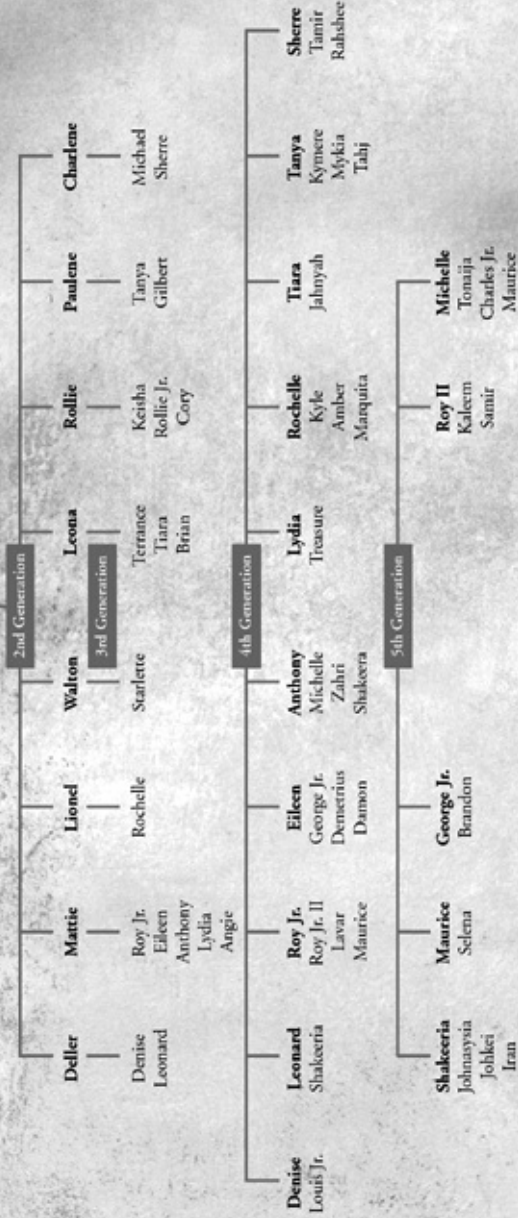 2nd Generation
Deller
Mattie
Lionel
Walton
Leona
Rollie
Paulene
Charlene
3rd Generation
Denise
Leonard
Roy Jr.
Eileen
Anthony
Lydia
Angie
Rochelle
Starlette
Terrance
Tiara
Brian
Keisha
Rollie Jr.
Cory
Tanya
Gilbert
Michael
Sherre
4th Generation
Denise
Louis Jr.
Leonard
Shakeeria
Roy Jr.
Roy Jr. II
Lavar
Maurice
Eileen
George Jr.
Demetrius
Damon
Anthony
Michelle
Zahri
Shakeera
Lydia
Treasure
Rochelle
Kyle
Amber
Marquita
Tiara
Jahnyah
Tanya
Kymere
Mykia
Tahj
Sherre
Tamir
Rahshee
5th Generation
Shakeeria
Johnasysia
Johkei
Iran
Maurice
Selena
George Jr.
Brandon
Roy II
Kaleem
Samir
Michelle
Tonaija
Charles Jr.
Maurice